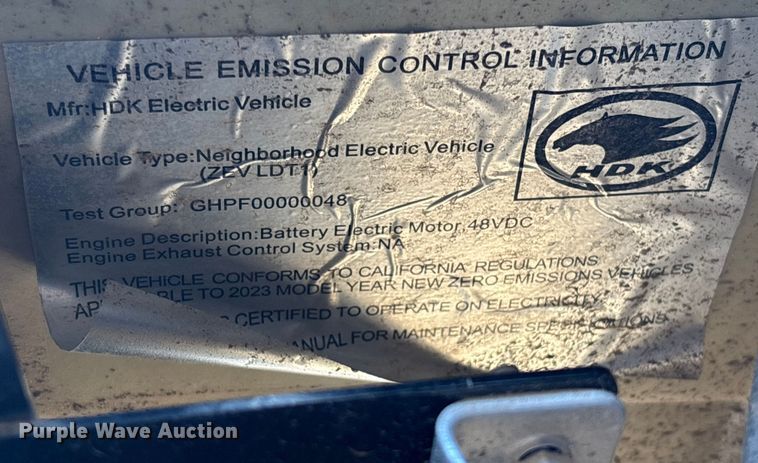 VEHICLE EMISSION CONTROL INFORMATION
Mfr:HDK Electric Vehicle
HDK
Vehicle Type:Neighborhood Electric Vehicle
(ZEV LDT1)
Test Group: GHPF00000048
Engine Description:Battery Electric Motor, 48VDC
Engine Exhaust Control System:NA
THIS VEHICLE CONFORMS TO CALIFORNIA REGULATIONS
TO 2023 MODEL YEAR NEW ZERO EMISSIONS VEHICLES
CERTIFIED TO OPERATE ON ELECTRICITY
FOR MAINTENANCE SPECIFICATIONS
Purple Wave Auction